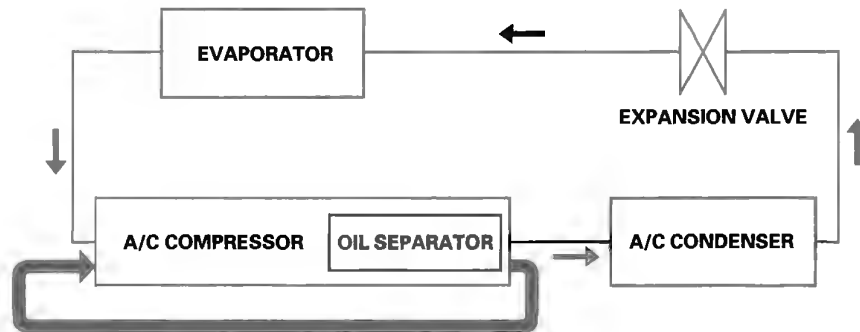 EVAPORATOR
EXPANSION VALVE
A/C COMPRESSOR
OIL SEPARATOR
A/C CONDENSER